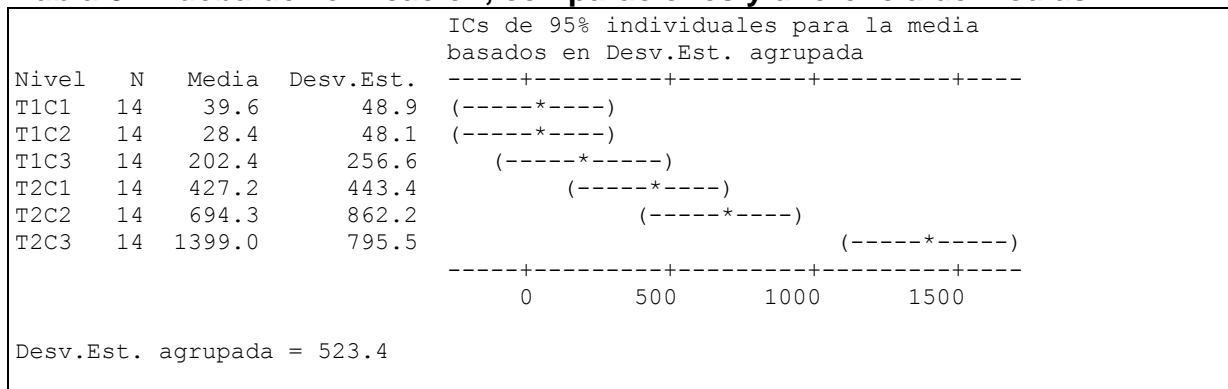 ICs de 95% individuales para la media
basados en Desv.Est. agrupada
Nivel N Media Desv.Est. -----+---------+---------+---------+----
T1C1 14 39.6 48.9 (-----*----)
T1C2 14 28.4 48.1 (-----*----)
T1C3 14 202.4 256.6 (-----*-----)
T2C1 14 427.2 443.4 (-----*----)
T2C2 14 694.3 862.2 (-----*----)
T2C3 14 1399.0 795.5 (-----*-----)
-----+---------+---------+---------+----
0 500 1000 1500
Desv.Est. agrupada = 523.4